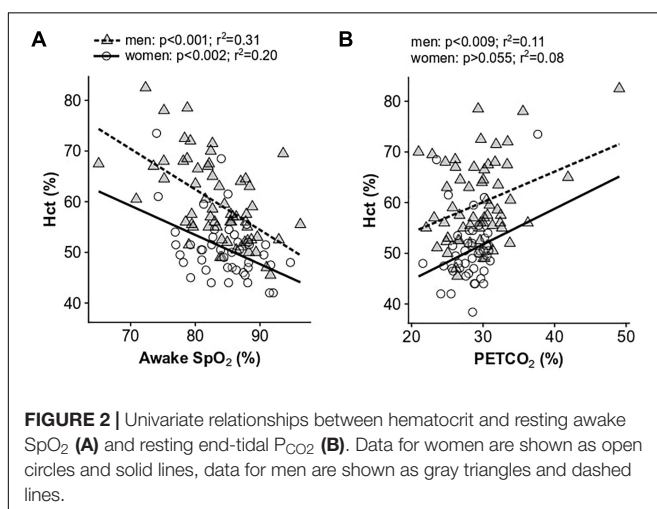 A
men: p<0.001; r²=0.31
women: p<0.002; r²=0.20
80
70
60
50
40
Hct (%)
70 80 90
Awake SpO₂ (%)
B
men: p<0.009; r²=0.11
women: p>0.055; r²=0.08
80
70
60
50
40
Hct (%)
20 30 40 50
PETCO₂ (%)
FIGURE 2 | Univariate relationships between hematocrit and resting awake
SpO₂ (A) and resting end-tidal P_CO2 (B). Data for women are shown as open
circles and solid lines, data for men are shown as gray triangles and dashed
lines.